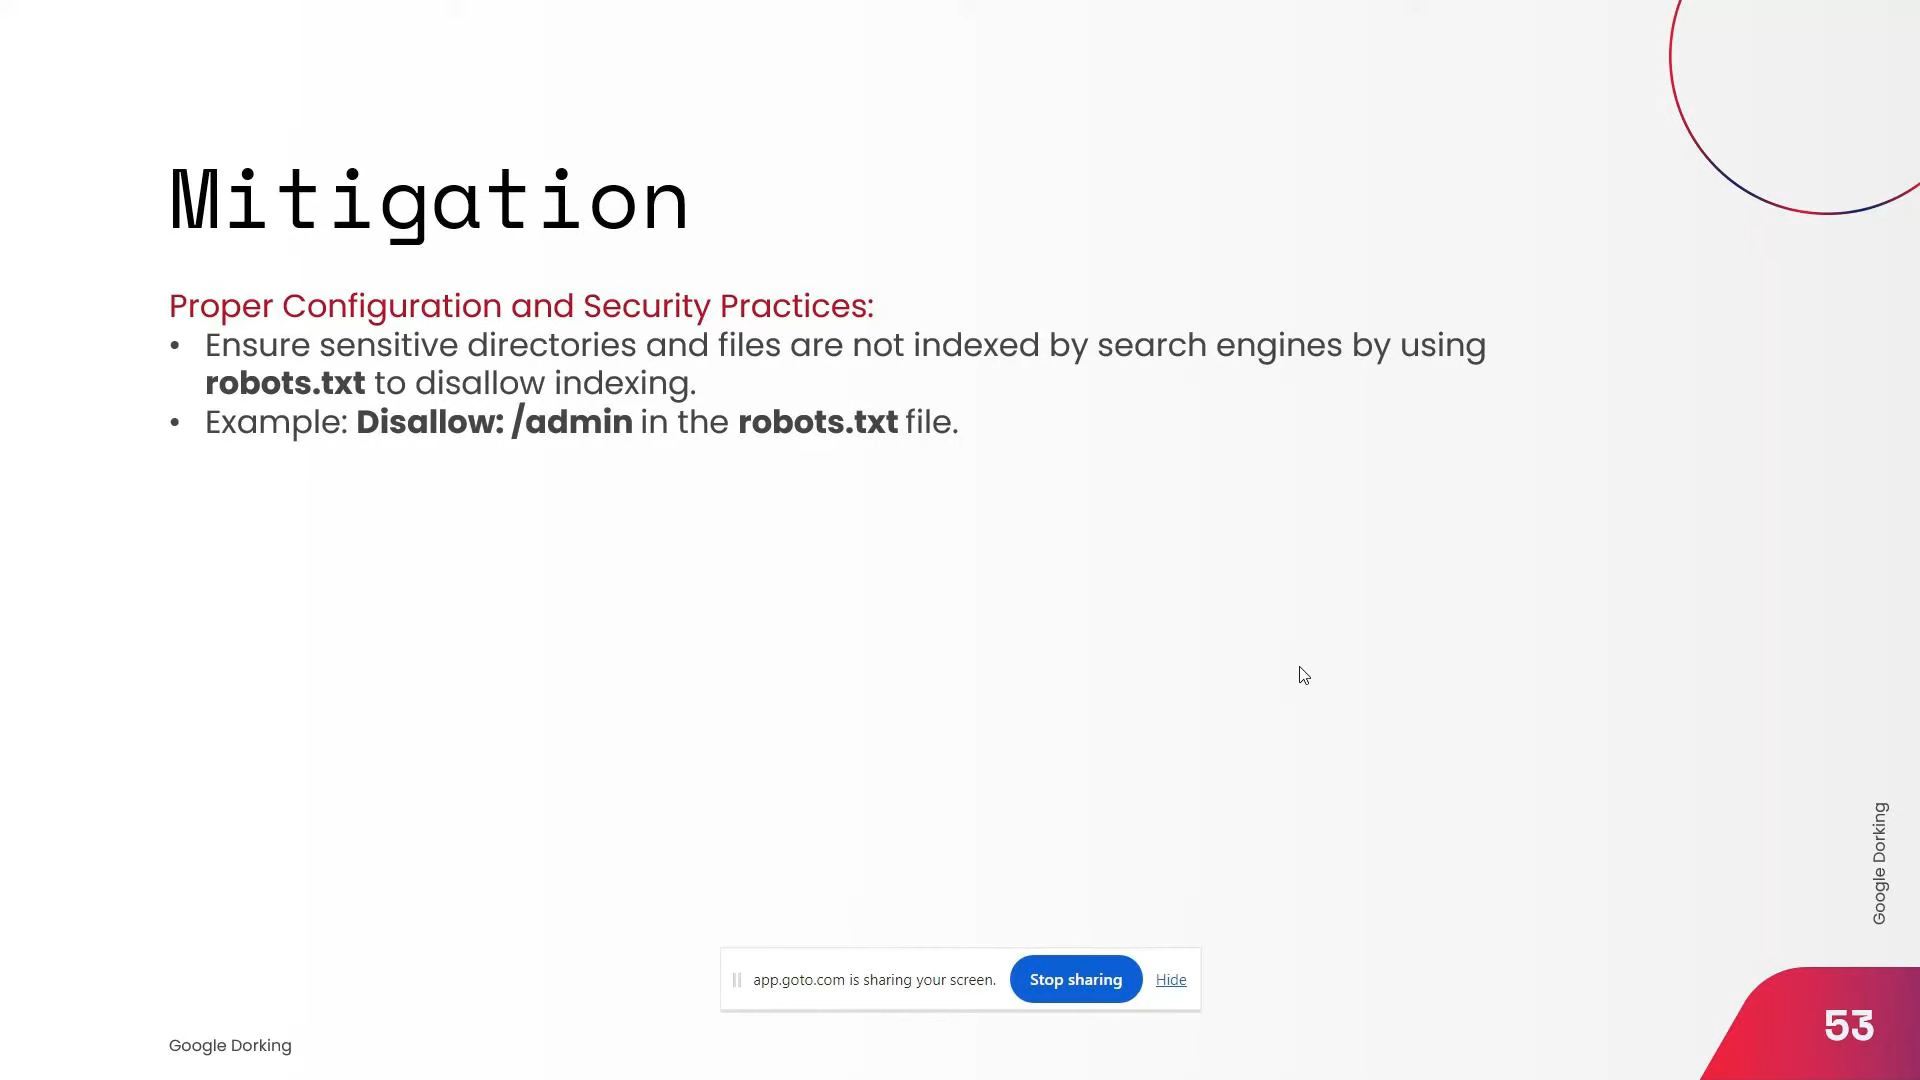 Mitigation
Proper Configuration and Security Practices:
• Ensure sensitive directories and files are not indexed by search engines by using
robots.txt to disallow indexing.
• Example: Disallow: /admin in the robots.txt file.
Google Dorking
app.goto.com is sharing your screen. Stop sharing Hide
Google Dorking
53